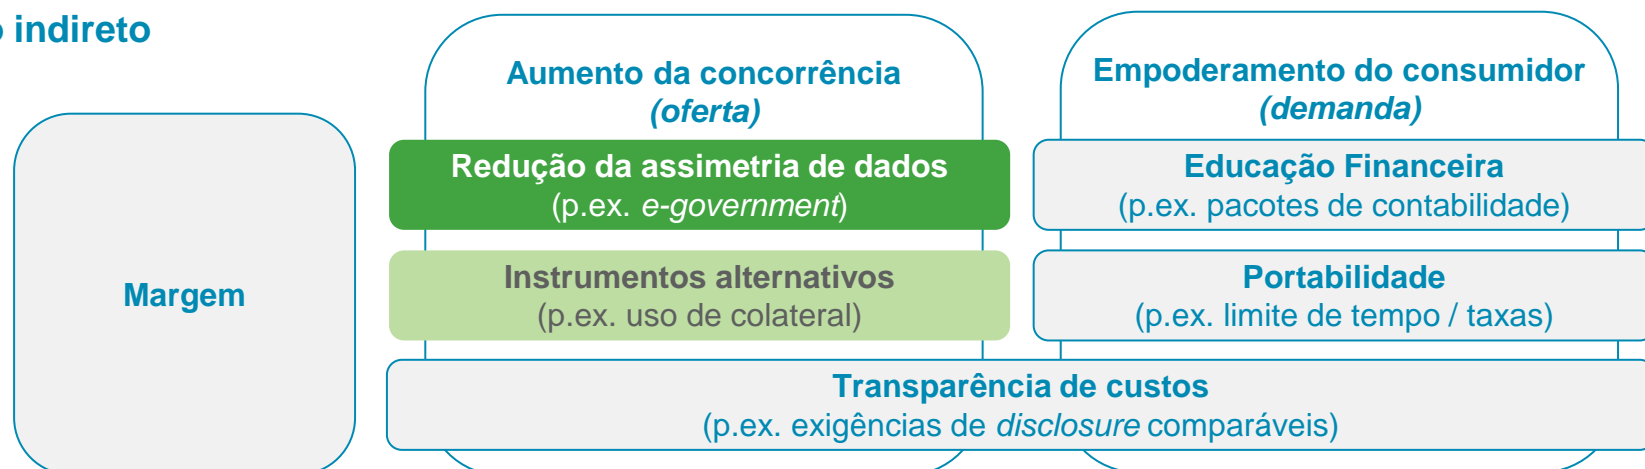 o indireto
Aumento da concorrência
(oferta)
Empoderamento do consumidor
(demanda)
Margem
Redução da assimetria de dados
(p.ex. e-government)
Educação Financeira
(p.ex. pacotes de contabilidade)
Instrumentos alternativos
(p.ex. uso de colateral)
Portabilidade
(p.ex. limite de tempo / taxas)
Transparência de custos
(p.ex. exigências de disclosure comparáveis)